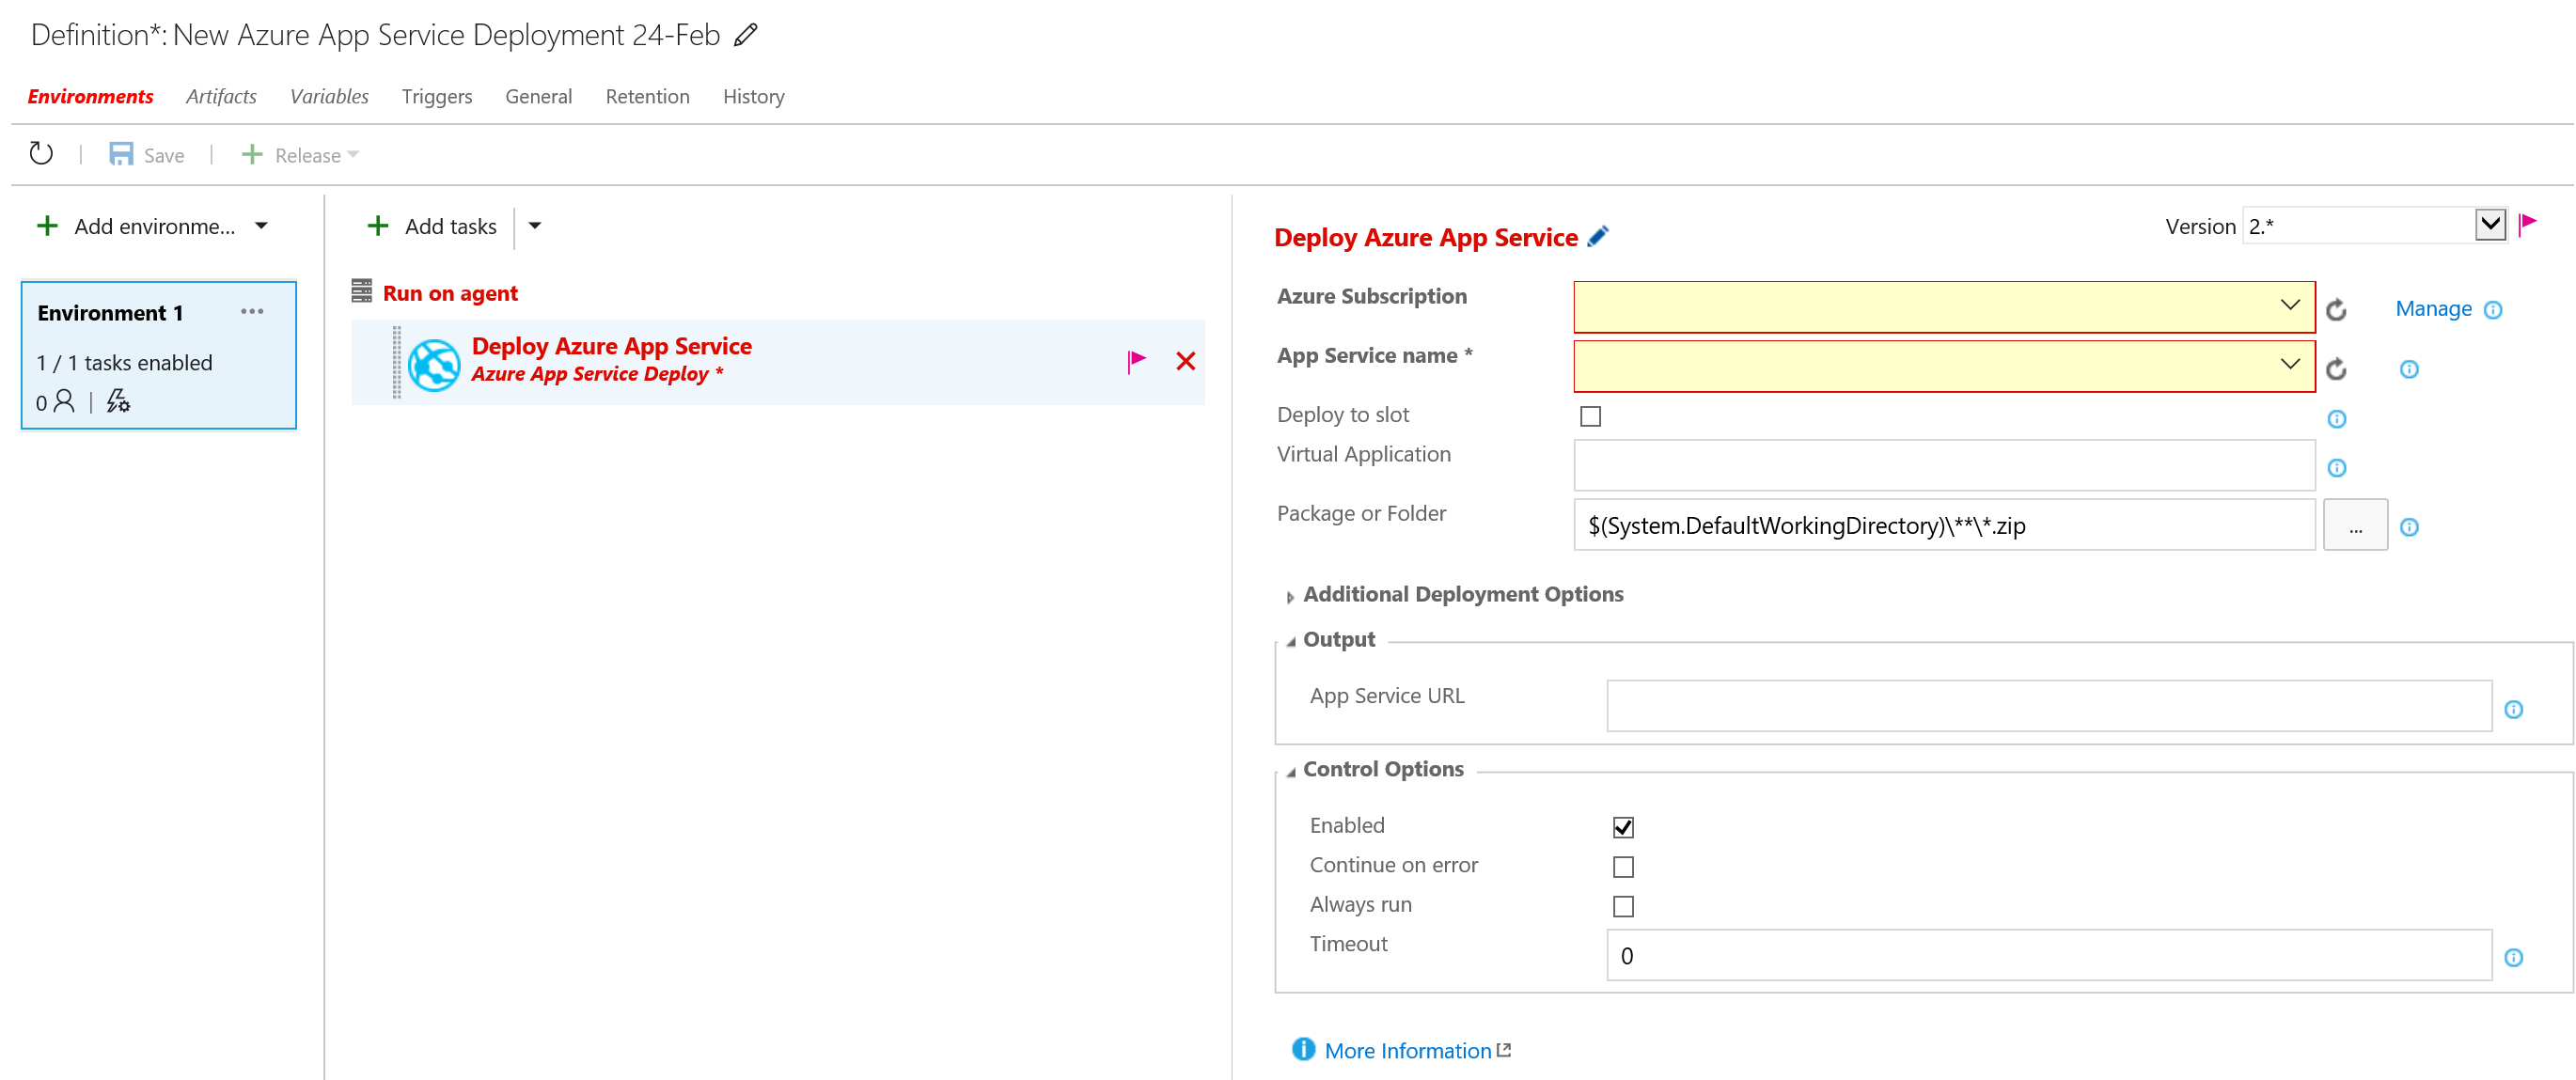 Definition*: New Azure App Service Deployment 24-Feb
Environments Artifacts Variables Triggers General Retention History
Save Release
Add environme...
Environment 1 ...
1 / 1 tasks enabled
0
Add tasks
Run on agent
Deploy Azure App Service
Azure App Service Deploy *
Deploy Azure App Service
Version 2.*
Azure Subscription Manage
App Service name *
Deploy to slot
Virtual Application
Package or Folder $(System.DefaultWorkingDirectory)\**\*.zip ...
Additional Deployment Options
Output
App Service URL
Control Options
Enabled
Continue on error
Always run
Timeout 0
More Information